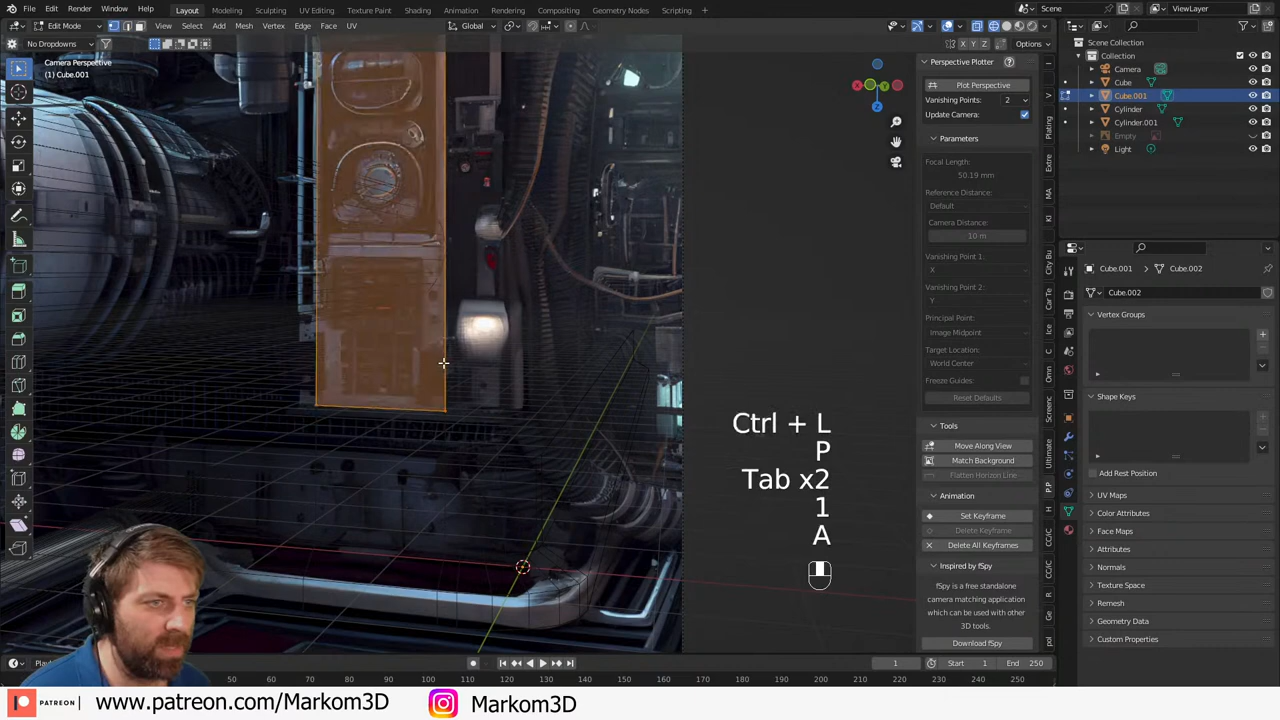 File Edit Render Window Help Layout Modeling Sculpting UV Editing Texture Paint Shading Animation Rendering Compositing Geometry Nodes Scripting + Scene ViewLayer
Edit Mode View Select Add Mesh Vertex Edge Face UV Global
No Dropdowns X Y Z Options
Camera Perspective
(1) Cube.001
Perspective Plotter
Plot Perspective
Vanishing Points: 2
Update Camera:
Parameters
Focal Length:
50.19 mm
Reference Distance:
Default
Camera Distance:
10 m
Vanishing Point 1:
X
Vanishing Point 2:
Y
Principal Point:
Image Midpoint
Target Location:
World Center
Freeze Guides:
Reset Defaults
Tools
Move Along View
Match Background
Flatten Horizon Line
Animation
Set Keyframe
Delete Keyframe
Delete All Keyframes
Inspired by fSpy
fSpy is a free standalone
camera matching application
which can be used with other
3D tools.
Download fSpy
Scene Collection
Collection
Camera
Cube
Cube.001
Cylinder
Cylinder.001
Empty
Light
Cube.001 Cube.002
Cube.002
Vertex Groups
Shape Keys
Add Rest Position
UV Maps
Color Attributes
Face Maps
Attributes
Normals
Texture Space
Remesh
Geometry Data
Custom Properties
Ctrl + L
P
Tab x2
1
A
1 Start 1 End 250
50 60 70 80 90 100 110 120 130 140 150 160 170 180 190 200 210 220 230 240 250
PATREON www.patreon.com/Markom3D Markom3D